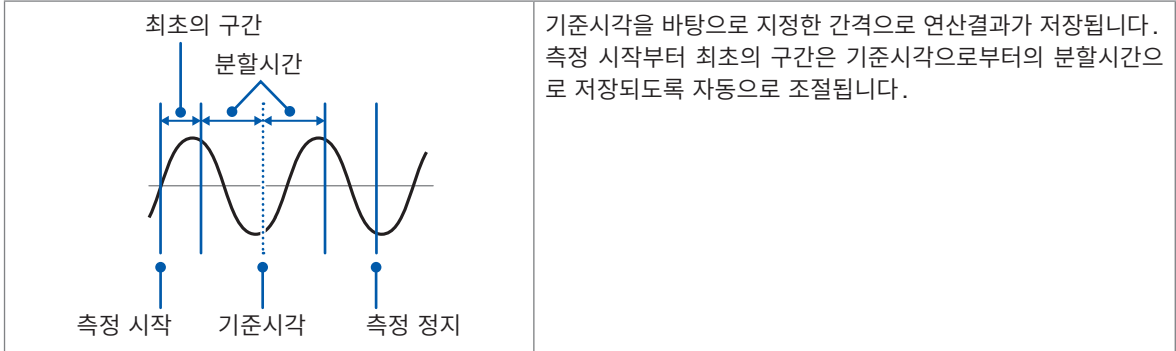 최초의 구간
분할시간
측정 시작
기준시각
측정 정지
기준시각을 바탕으로 지정한 간격으로 연산결과가 저장됩니다.
측정 시작부터 최초의 구간은 기준시각으로부터의 분할시간으
로 저장되도록 자동으로 조절됩니다.